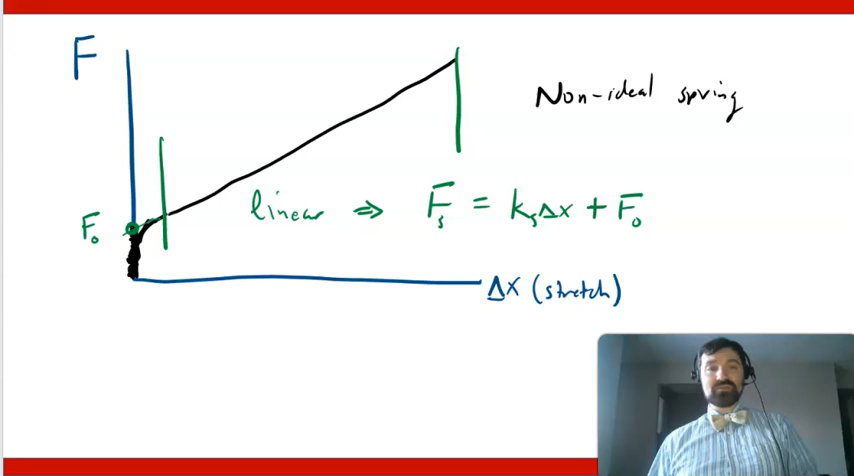 F
Non-ideal spring
F₀
linear ⇒ Fₛ = kₛΔx + F₀
Δx (stretch)